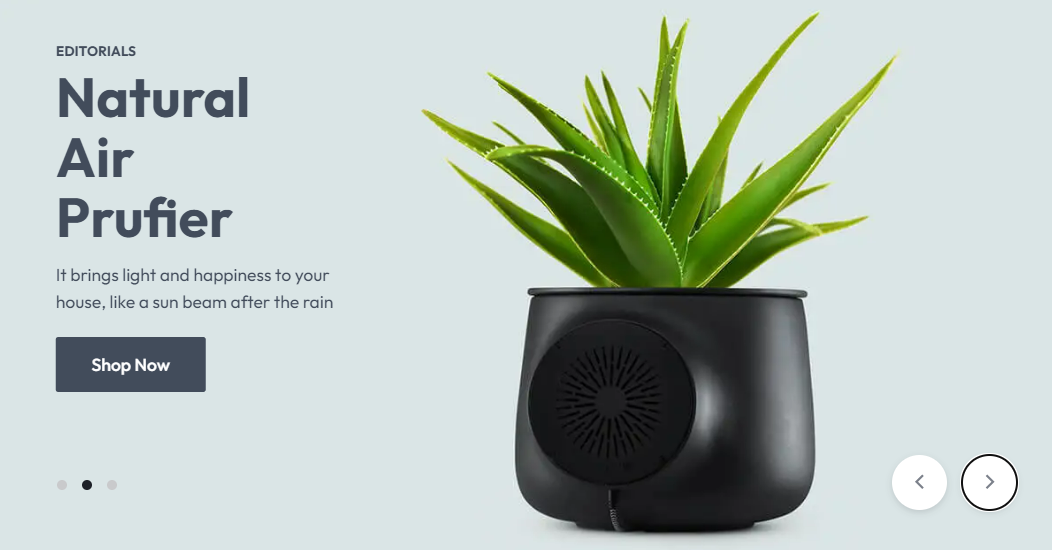 EDITORIALS
Natural
Air
Prufier
It brings light and happiness to your
house, like a sun beam after the rain
Shop Now